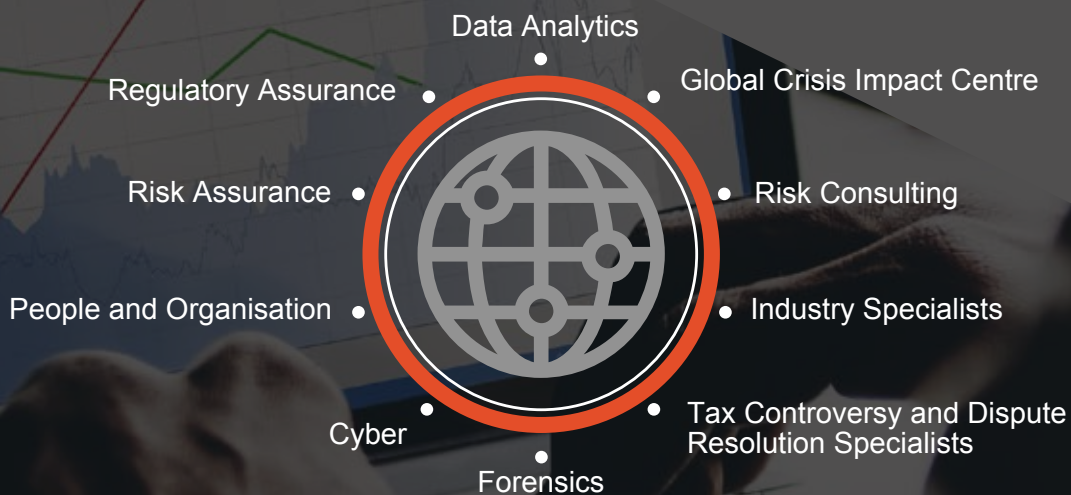 Data Analytics
Regulatory Assurance
Global Crisis Impact Centre
Risk Assurance
Risk Consulting
People and Organisation
Industry Specialists
Cyber
Tax Controversy and Dispute
Resolution Specialists
Forensics